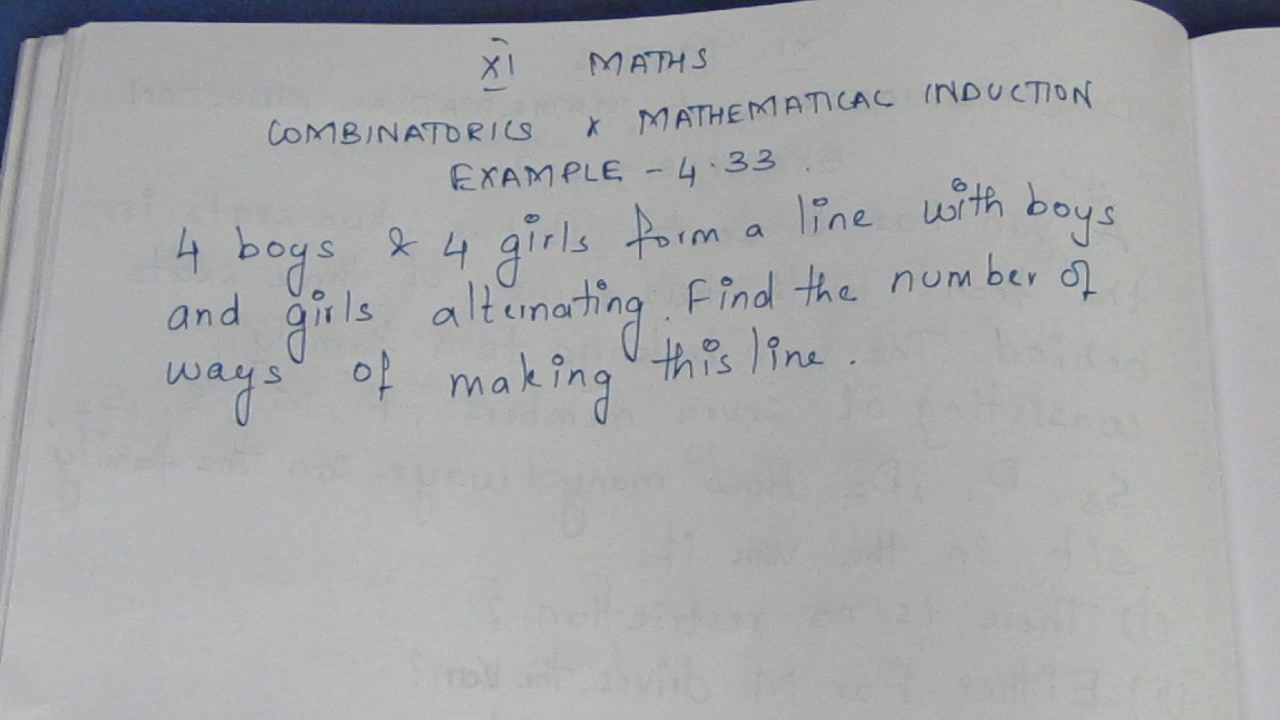 XI MATHS
COMBINATORICS & MATHEMATICAL INDUCTION
EXAMPLE - 4.33.
4 boys & 4 girls form a line with boys
and girls alternating. Find the number of
ways of making this line.